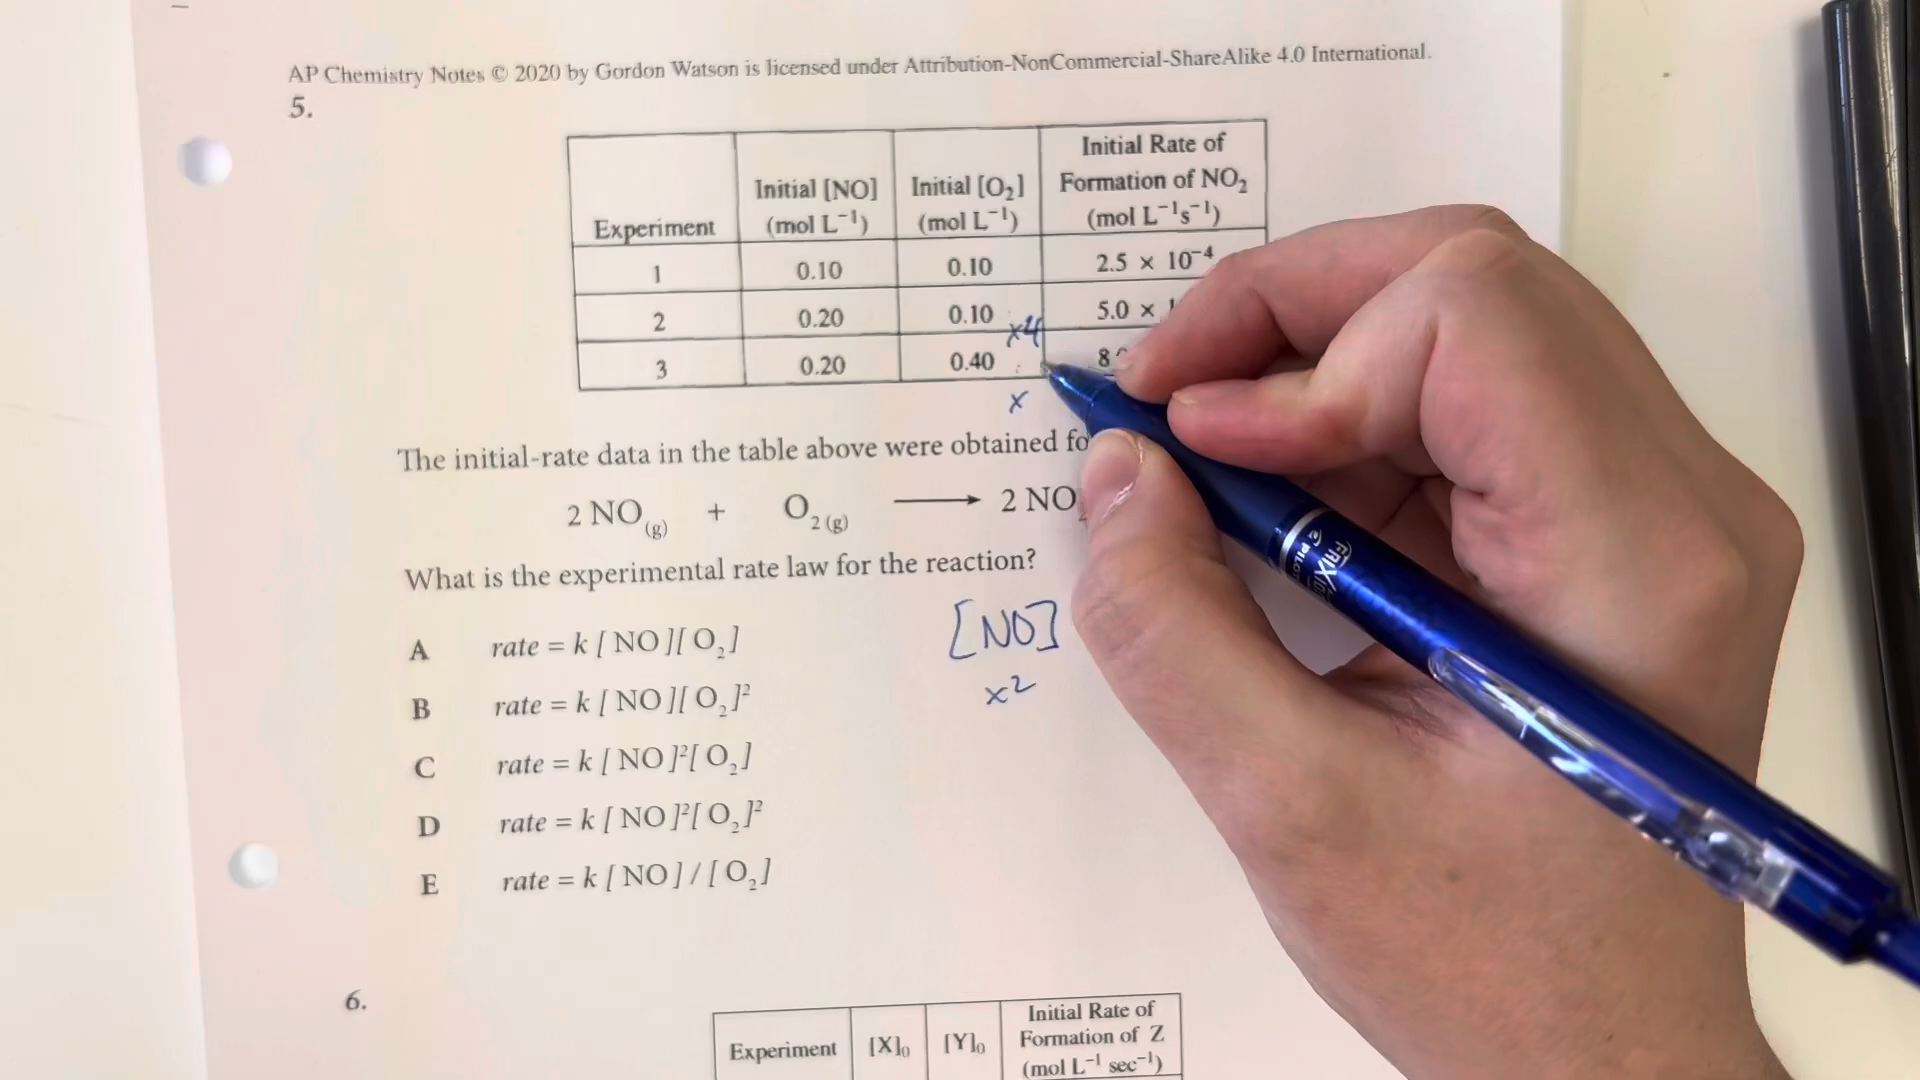 AP Chemistry Notes © 2020 by Gordon Watson is licensed under Attribution-NonCommercial-ShareAlike 4.0 International.
5.
Experiment Initial [NO] (mol L⁻¹) Initial [O₂] (mol L⁻¹) Initial Rate of Formation of NO₂ (mol L⁻¹s⁻¹)
1 0.10 0.10 2.5 × 10⁻⁴
2 0.20 0.10 5.0 ×
x4
3 0.20 0.40 8
x
The initial-rate data in the table above were obtained
2 NO(g) + O₂(g) ⟶ 2 NO
What is the experimental rate law for the reaction?
[NO]
x2
A rate = k [ NO ][ O₂]
B rate = k [ NO ][ O₂]²
C rate = k [ NO ]²[ O₂]
D rate = k [ NO ]²[ O₂]²
E rate = k [ NO ] / [ O₂]
6.
Experiment [X]₀ [Y]₀ Initial Rate of Formation of Z (mol L⁻¹ sec⁻¹)
FRIXION
PILOT